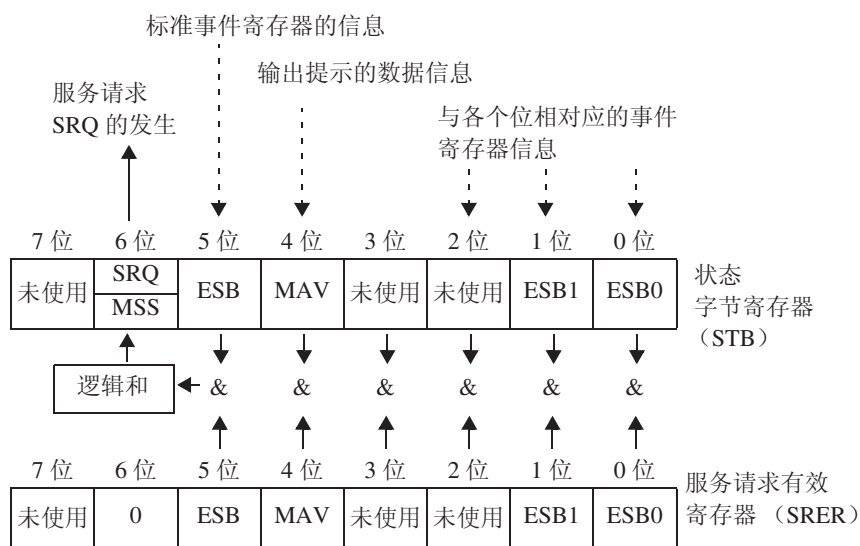 标准事件寄存器的信息
输出提示的数据信息
服务请求
SRQ 的发生
与各个位相对应的事件
寄存器信息
7 位 6 位 5 位 4 位 3 位 2 位 1 位 0 位
未使用 SRQ MSS ESB MAV 未使用 未使用 ESB1 ESB0
状态
字节寄存器
（STB）
逻辑和 & & & & & &
7 位 6 位 5 位 4 位 3 位 2 位 1 位 0 位
未使用 0 ESB MAV 未使用 未使用 ESB1 ESB0
服务请求有效
寄存器 （SRER）